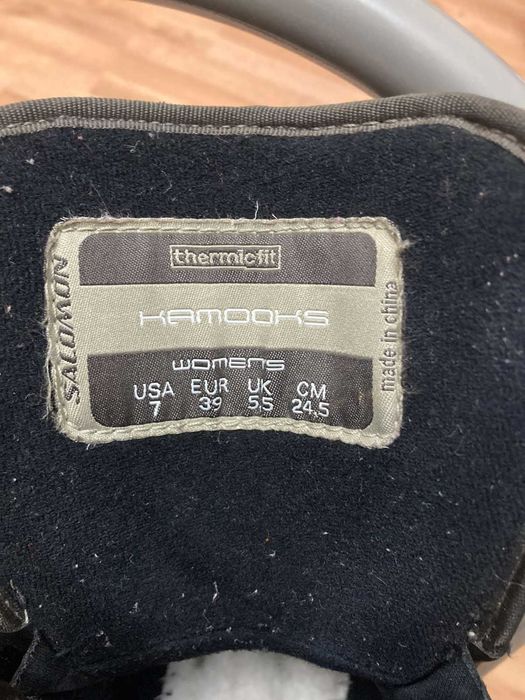 thermicfit
SALOMON
KAMOOKS
made in china
WOMENS
USA EUR UK CM
7 39 5.5 24.5